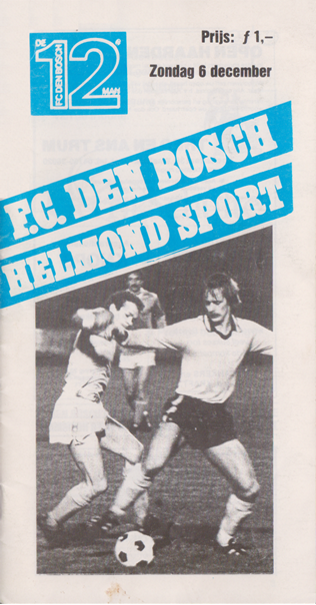 DE 12e MAN
FC DEN BOSCH
Prijs: ƒ 1,–
Zondag 6 december
F.C. DEN BOSCH
HELMOND SPORT